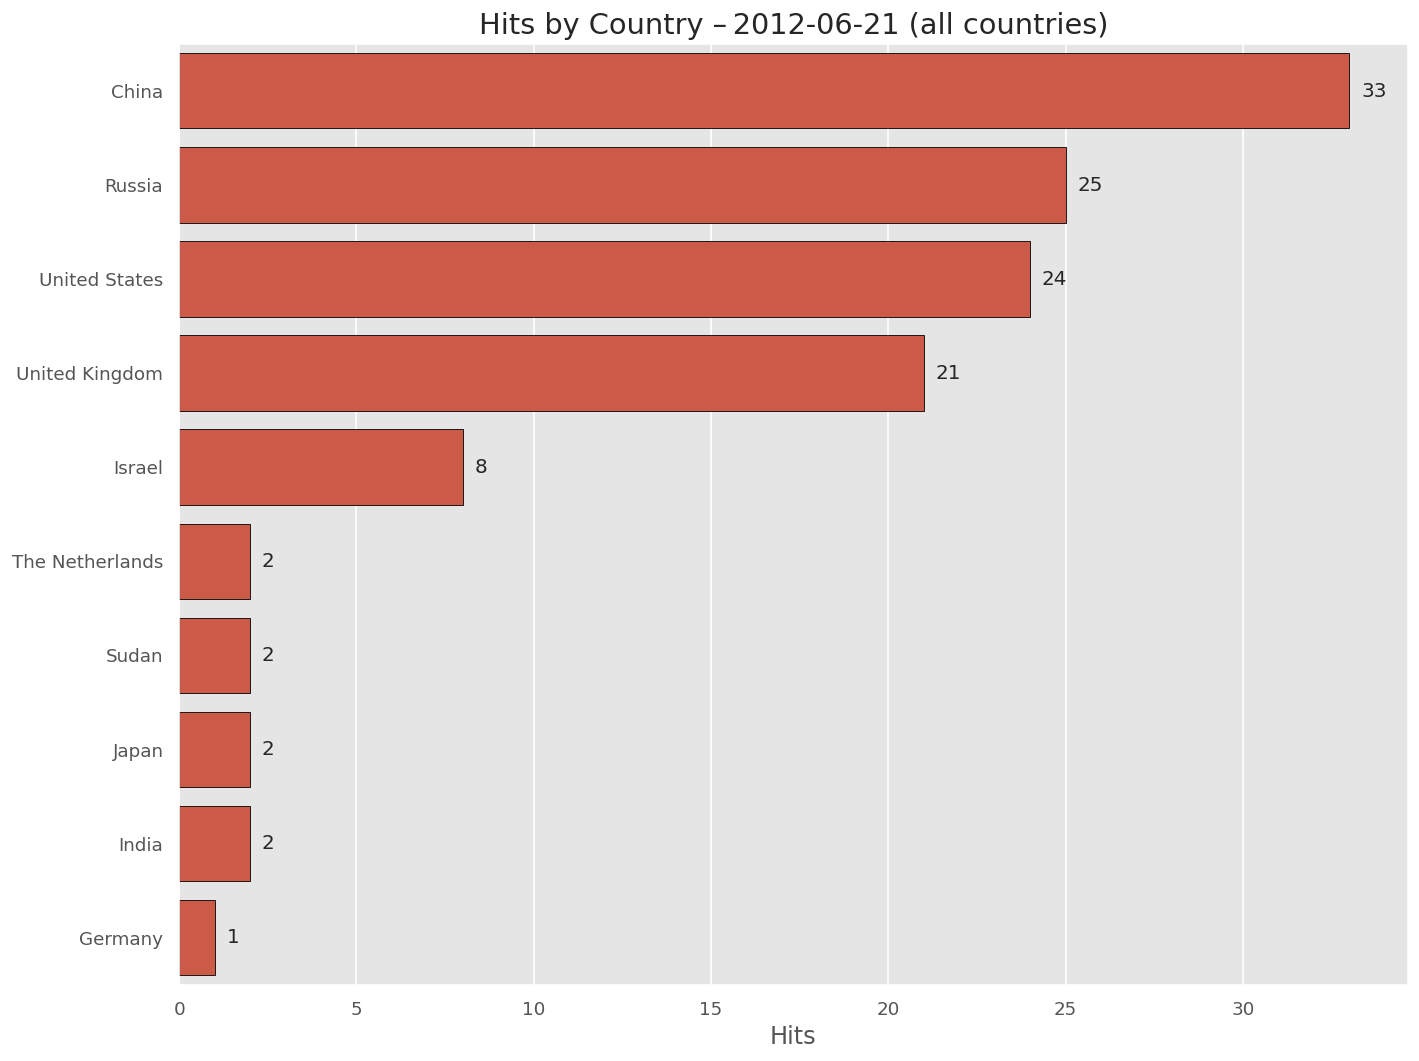 Hits by Country – 2012-06-21 (all countries)
China 33
Russia 25
United States 24
United Kingdom 21
Israel 8
The Netherlands 2
Sudan 2
Japan 2
India 2
Germany 1
0 5 10 15 20 25 30
Hits